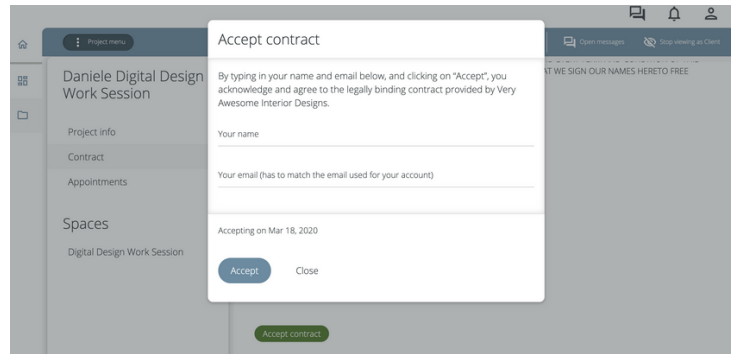 Project menu
Open messages
Stop viewing as Client
Daniele Digital Design
Work Session
Project info
Contract
Appointments
Spaces
Digital Design Work Session
Accept contract
By typing in your name and email below, and clicking on “Accept”, you
acknowledge and agree to the legally binding contract provided by Very
Awesome Interior Designs.
Your name
Your email (has to match the email used for your account)
Accepting on Mar 18, 2020
Accept
Close
AT WE SIGN OUR NAMES HERETO FREE
Accept contract